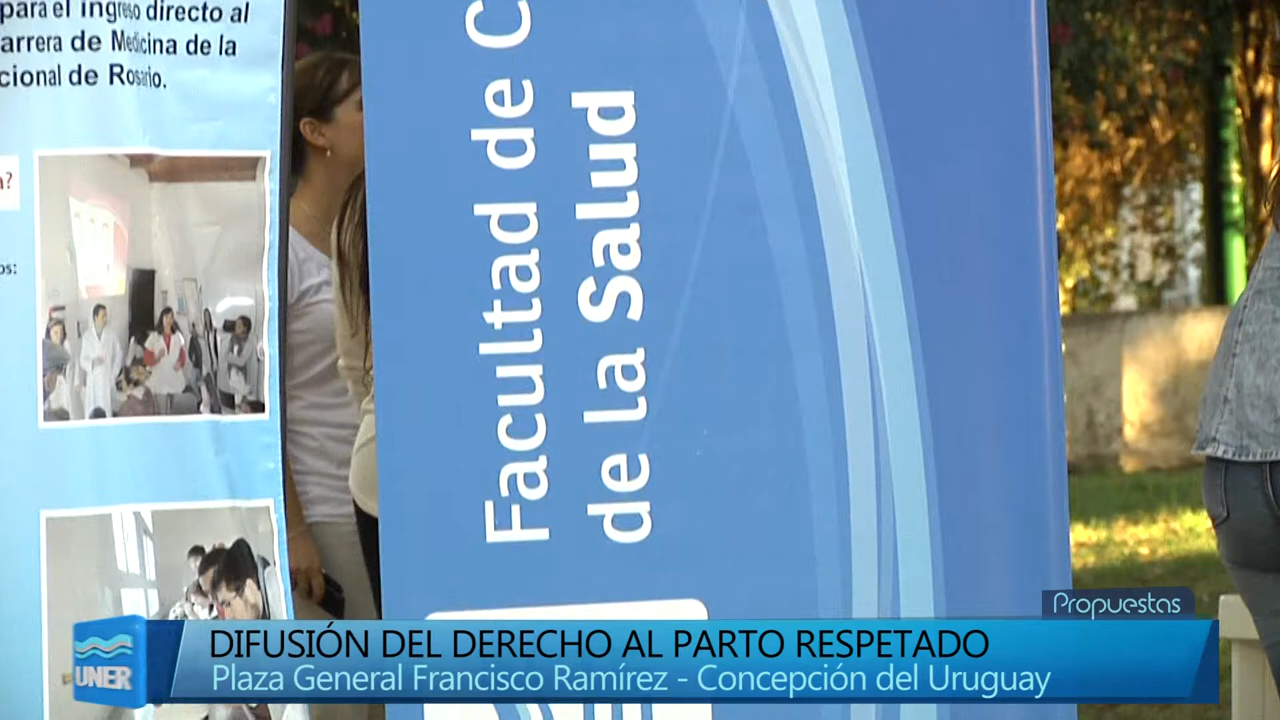 para el ingreso directo al
arrera de Medicina de la
cional de Rosario.
os:
Facultad de C
de la Salud
Propuestas
DIFUSIÓN DEL DERECHO AL PARTO RESPETADO
Plaza General Francisco Ramírez - Concepción del Uruguay
UNER